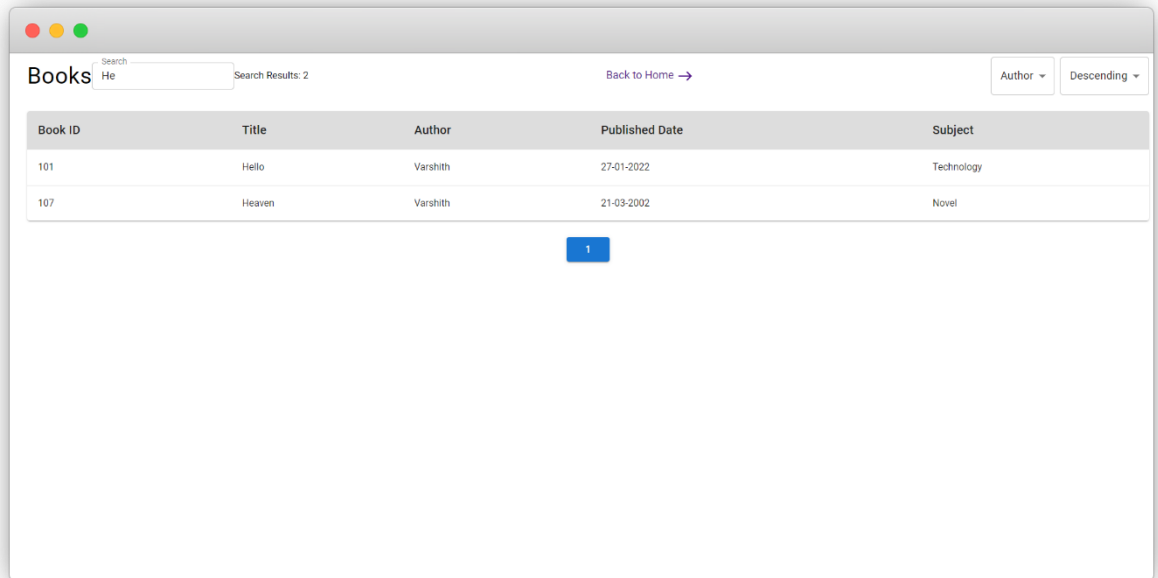 Search
Books He Search Results: 2 Back to Home → Author Descending
Book ID Title Author Published Date Subject
101 Hello Varshith 27-01-2022 Technology
107 Heaven Varshith 21-03-2002 Novel
1